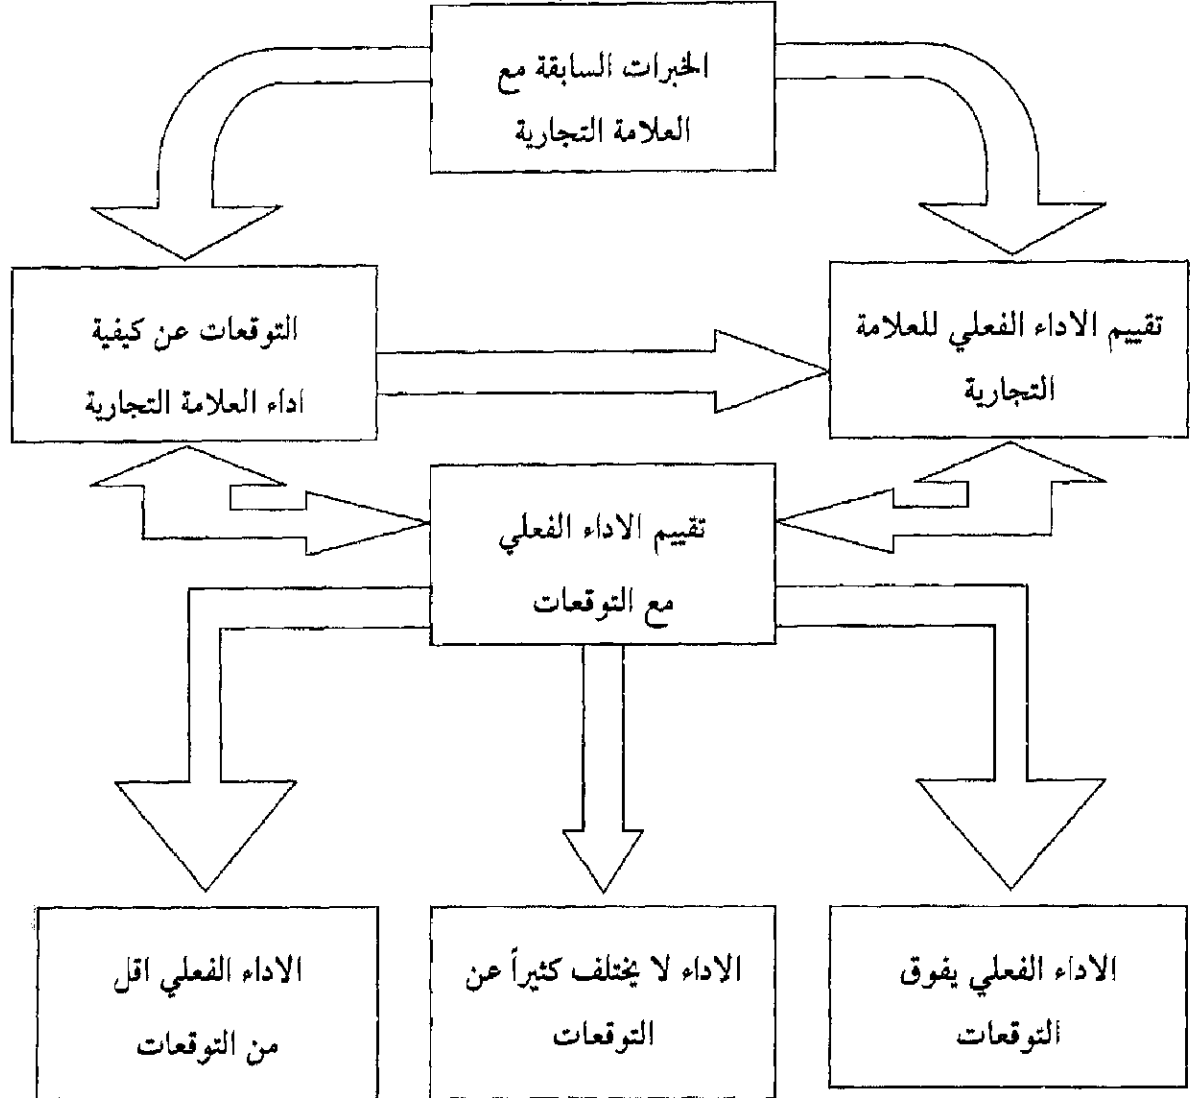 الخبرات السابقة مع
العلامة التجارية
تقييم الاداء الفعلي للعلامة
التجارية
التوقعات عن كيفية
اداء العلامة التجارية
تقييم الاداء الفعلي
مع التوقعات
الاداء الفعلي يفوق
التوقعات
الاداء لا يختلف كثيراً عن
التوقعات
الاداء الفعلي اقل
من التوقعات